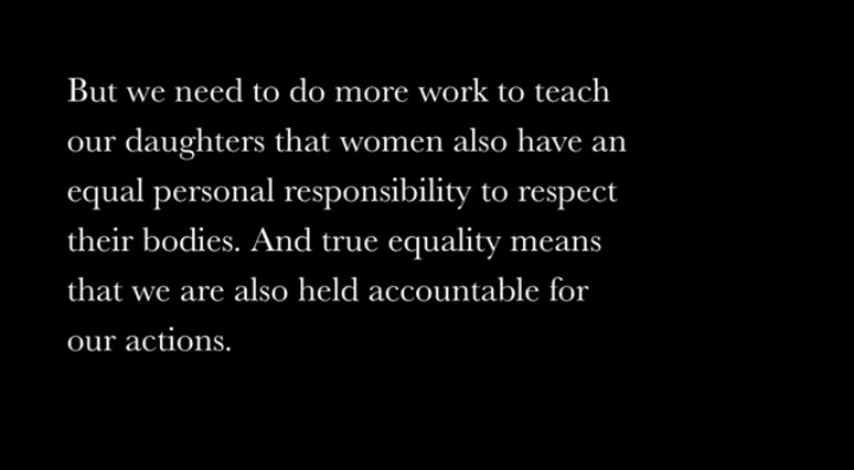 But we need to do more work to teach
our daughters that women also have an
equal personal responsibility to respect
their bodies. And true equality means
that we are also held accountable for
our actions.